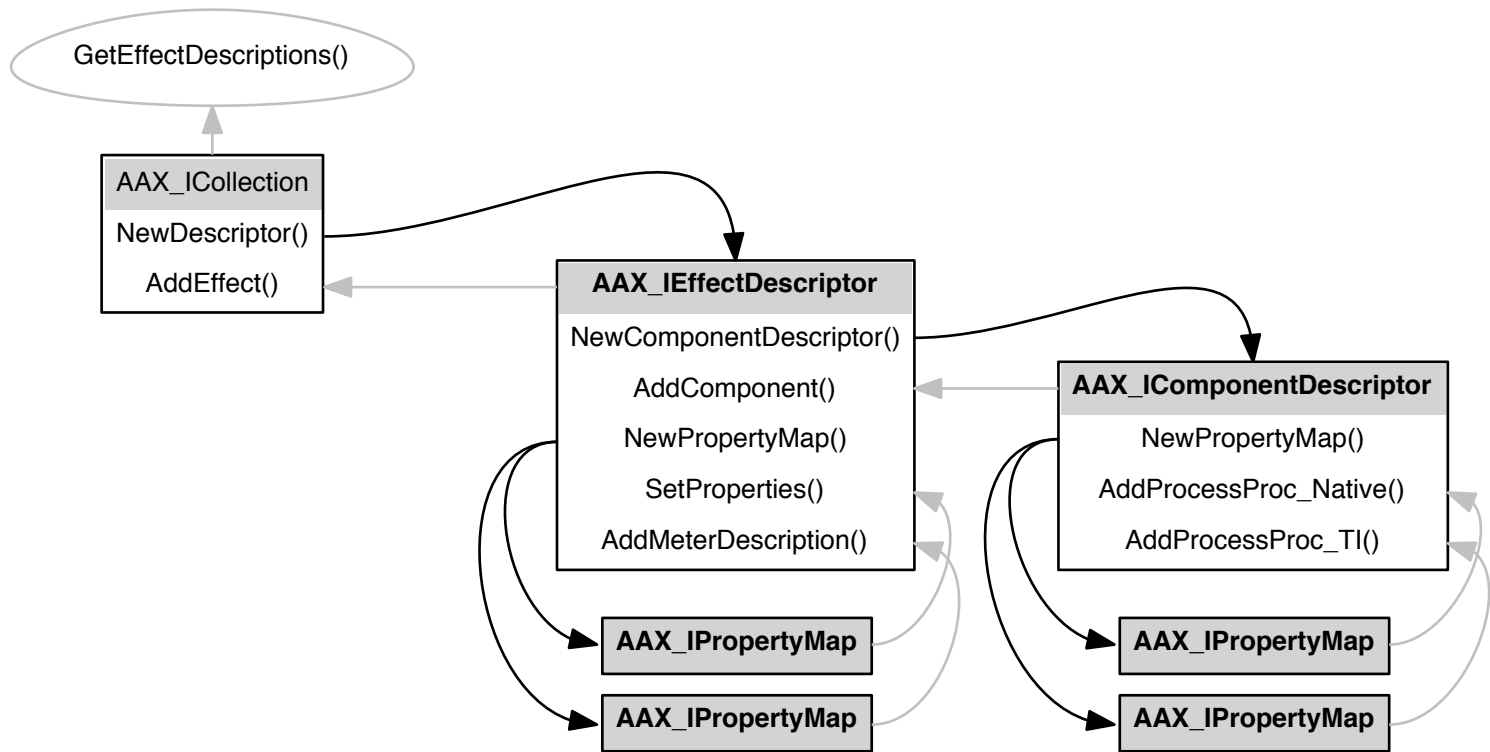 GetEffectDescriptions()
AAX_ICollection
NewDescriptor()
AddEffect()
AAX_IEffectDescriptor
NewComponentDescriptor()
AddComponent()
NewPropertyMap()
SetProperties()
AddMeterDescription()
AAX_IComponentDescriptor
NewPropertyMap()
AddProcessProc_Native()
AddProcessProc_TI()
AAX_IPropertyMap
AAX_IPropertyMap
AAX_IPropertyMap
AAX_IPropertyMap